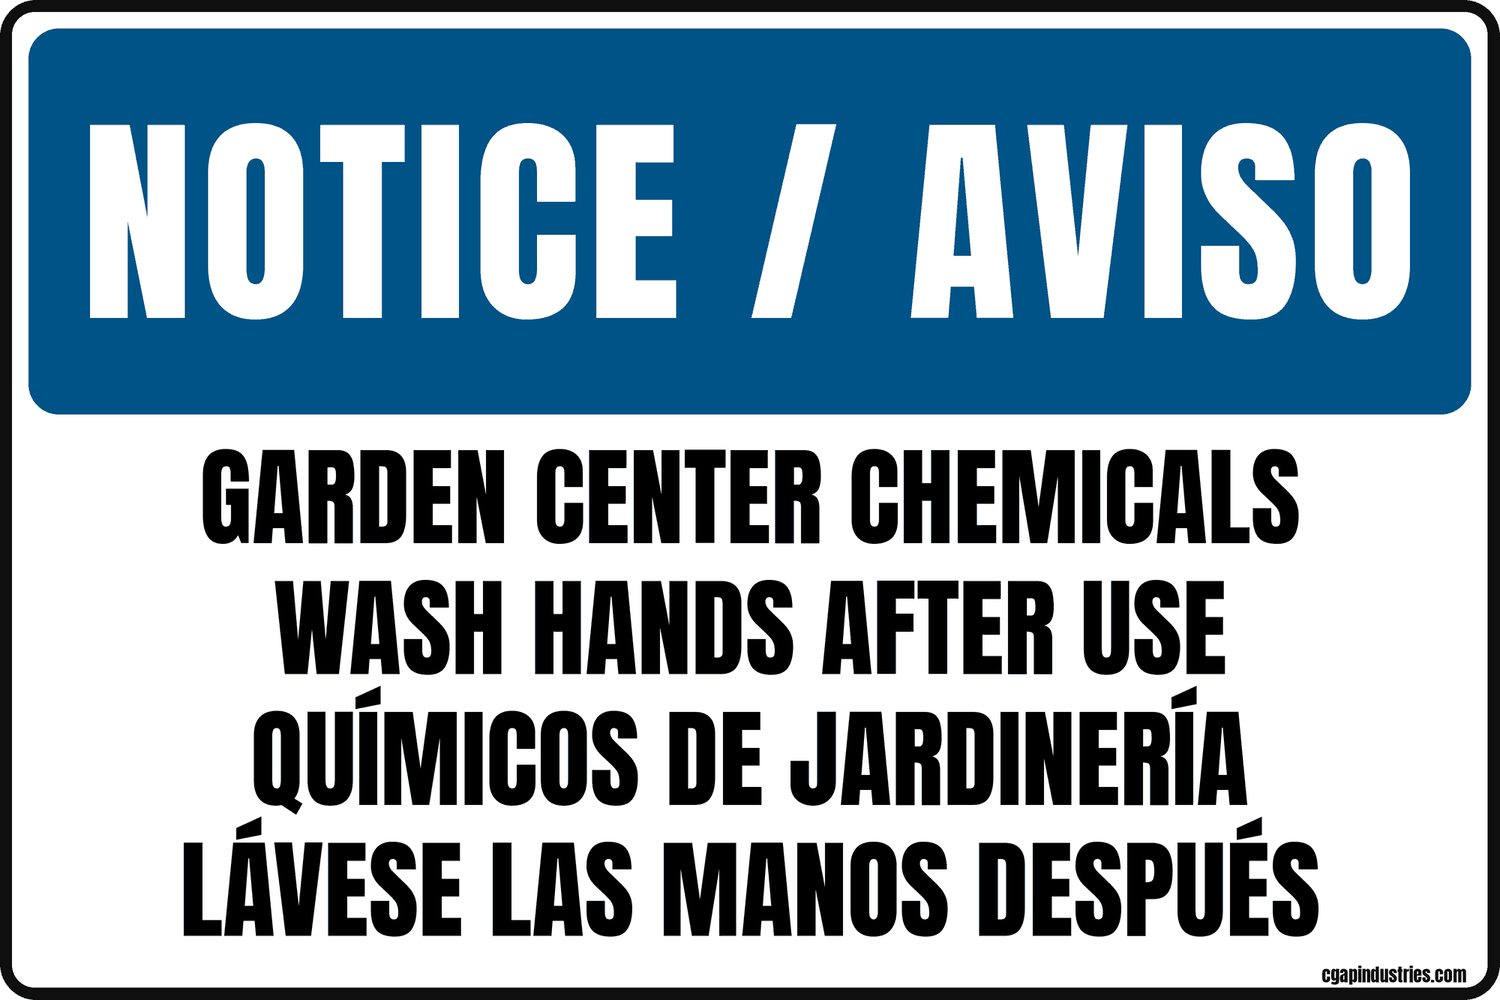 NOTICE / AVISO
GARDEN CENTER CHEMICALS
WASH HANDS AFTER USE
QUÍMICOS DE JARDINERÍA
LÁVESE LAS MANOS DESPUÉS
cgapindustries.com